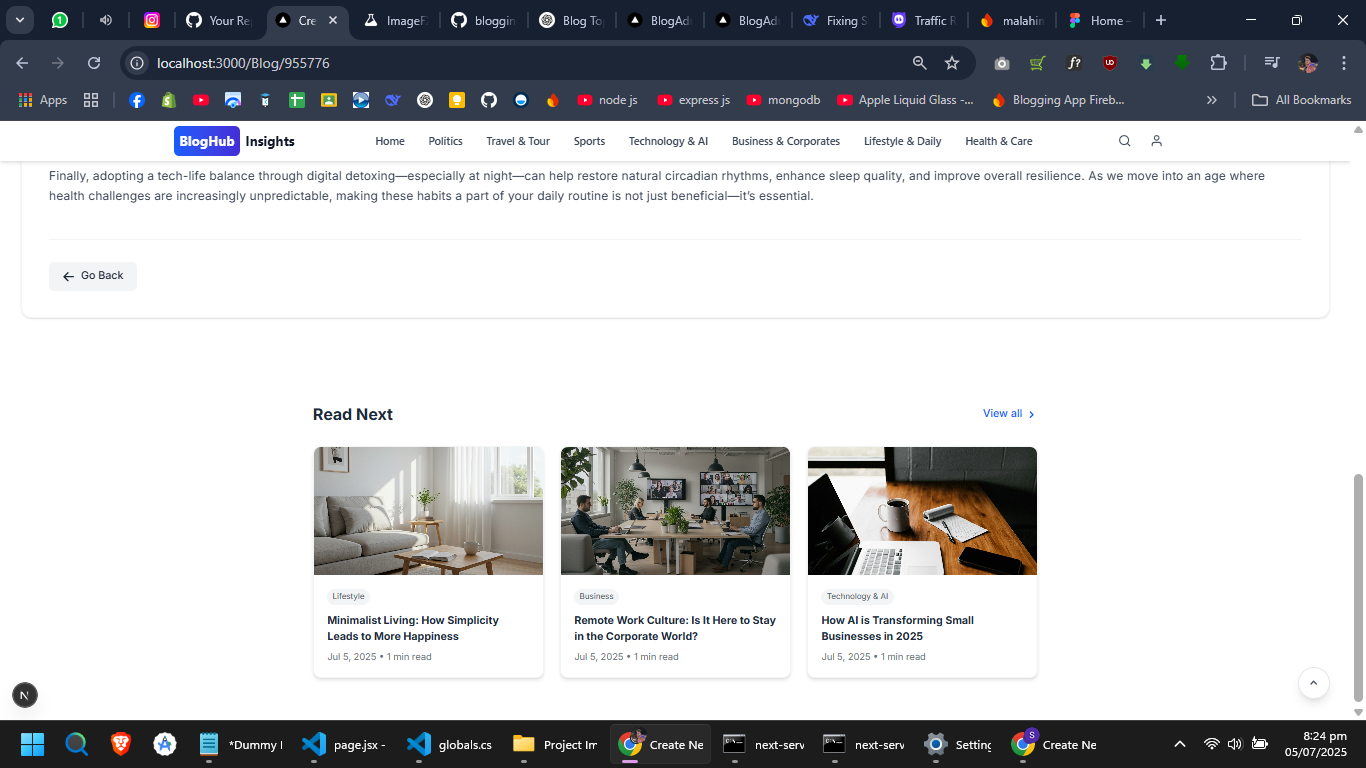 1
Your Re
Cre
ImageF
bloggin
Blog To
BlogAd
BlogAd
Fixing S
Traffic R
malahin
Home –
localhost:3000/Blog/955776
f?
UD
Apps
node js
express js
mongodb
Apple Liquid Glass -...
Blogging App Fireb...
All Bookmarks
BlogHub Insights
Home
Politics
Travel & Tour
Sports
Technology & AI
Business & Corporates
Lifestyle & Daily
Health & Care
Finally, adopting a tech-life balance through digital detoxing—especially at night—can help restore natural circadian rhythms, enhance sleep quality, and improve overall resilience. As we move into an age where
health challenges are increasingly unpredictable, making these habits a part of your daily routine is not just beneficial—it's essential.
Go Back
Read Next
View all
Lifestyle
Minimalist Living: How Simplicity
Leads to More Happiness
Jul 5, 2025 • 1 min read
Business
Remote Work Culture: Is It Here to Stay
in the Corporate World?
Jul 5, 2025 • 1 min read
Technology & AI
How AI is Transforming Small
Businesses in 2025
Jul 5, 2025 • 1 min read
N
*Dummy
page.jsx -
globals.cs
Project Im
Create Ne
next-serv
next-serv
Setting
S
Create Ne
8:24 pm
05/07/2025